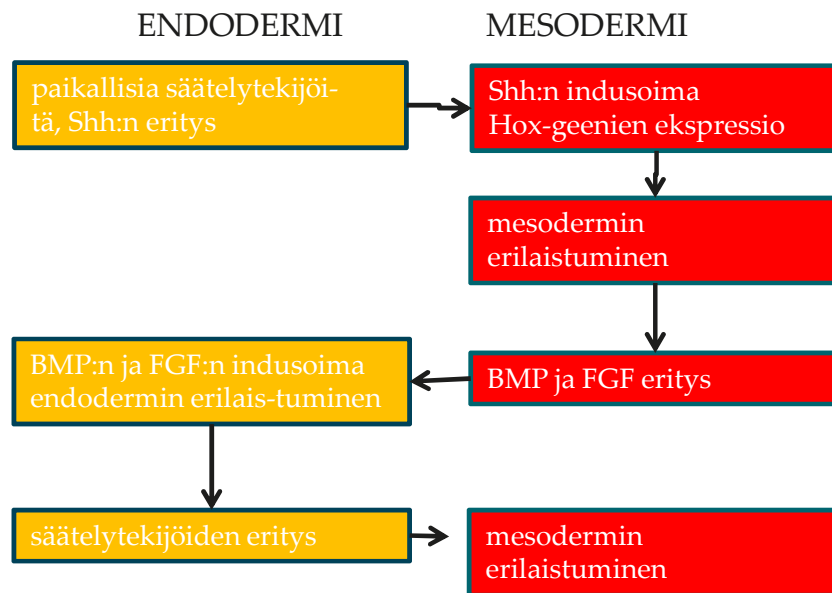 ENDODERMI
MESODERMI
paikallisia säätelytekijöi-
tä, Shh:n eritys
Shh:n indusoima
Hox-geenien ekspressio
mesodermin
erilaistuminen
BMP:n ja FGF:n indusoima
endodermin erilais-tuminen
BMP ja FGF eritys
säätelytekijöiden eritys
mesodermin
erilaistuminen